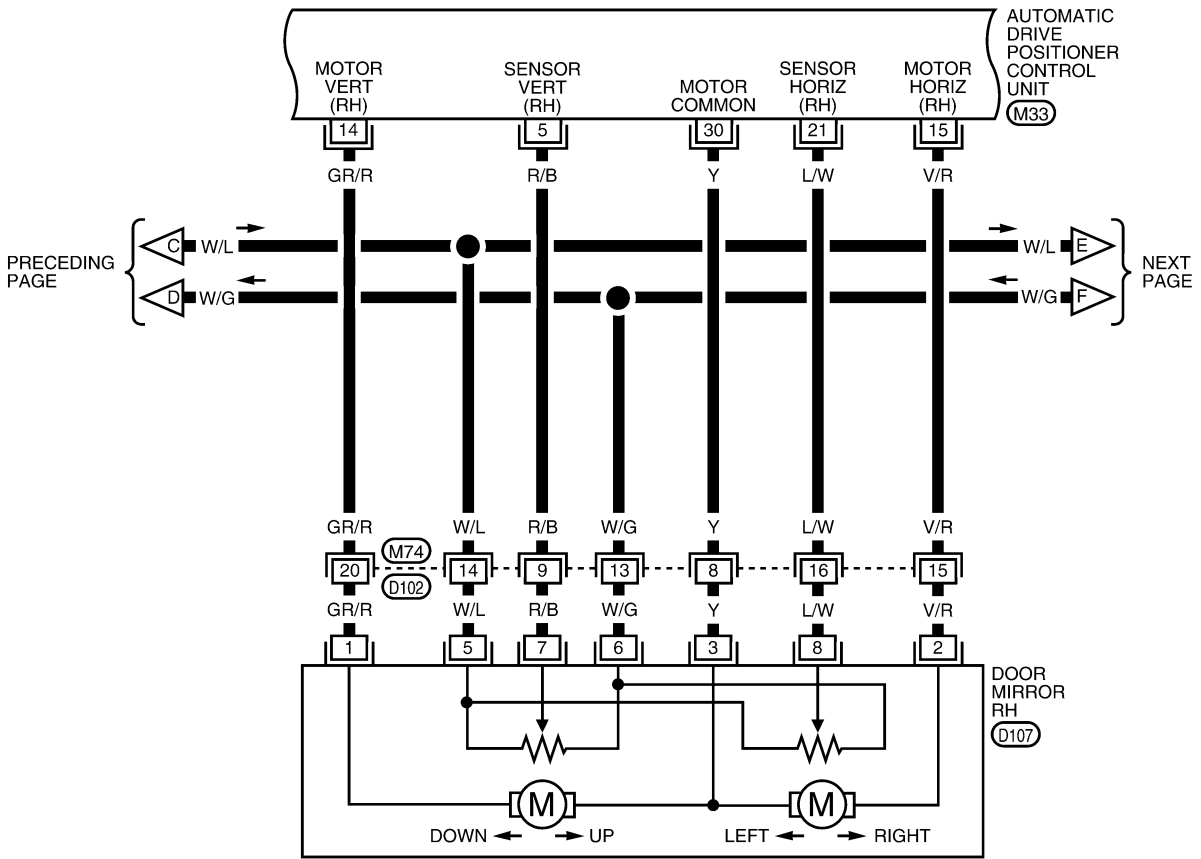 AUTOMATIC
DRIVE
POSITIONER
CONTROL
UNIT
M33
MOTOR
VERT
(RH)
SENSOR
VERT
(RH)
MOTOR
COMMON
SENSOR
HORIZ
(RH)
MOTOR
HORIZ
(RH)
14 5 30 21 15
GR/R R/B Y L/W V/R
PRECEDING
PAGE
C W/L W/L E
D W/G W/G F
NEXT
PAGE
GR/R W/L R/B W/G Y L/W V/R
M74
20 14 9 13 8 16 15
D102
GR/R W/L R/B W/G Y L/W V/R
1 5 7 6 3 8 2
DOOR
MIRROR
RH
D107
M M
DOWN UP LEFT RIGHT